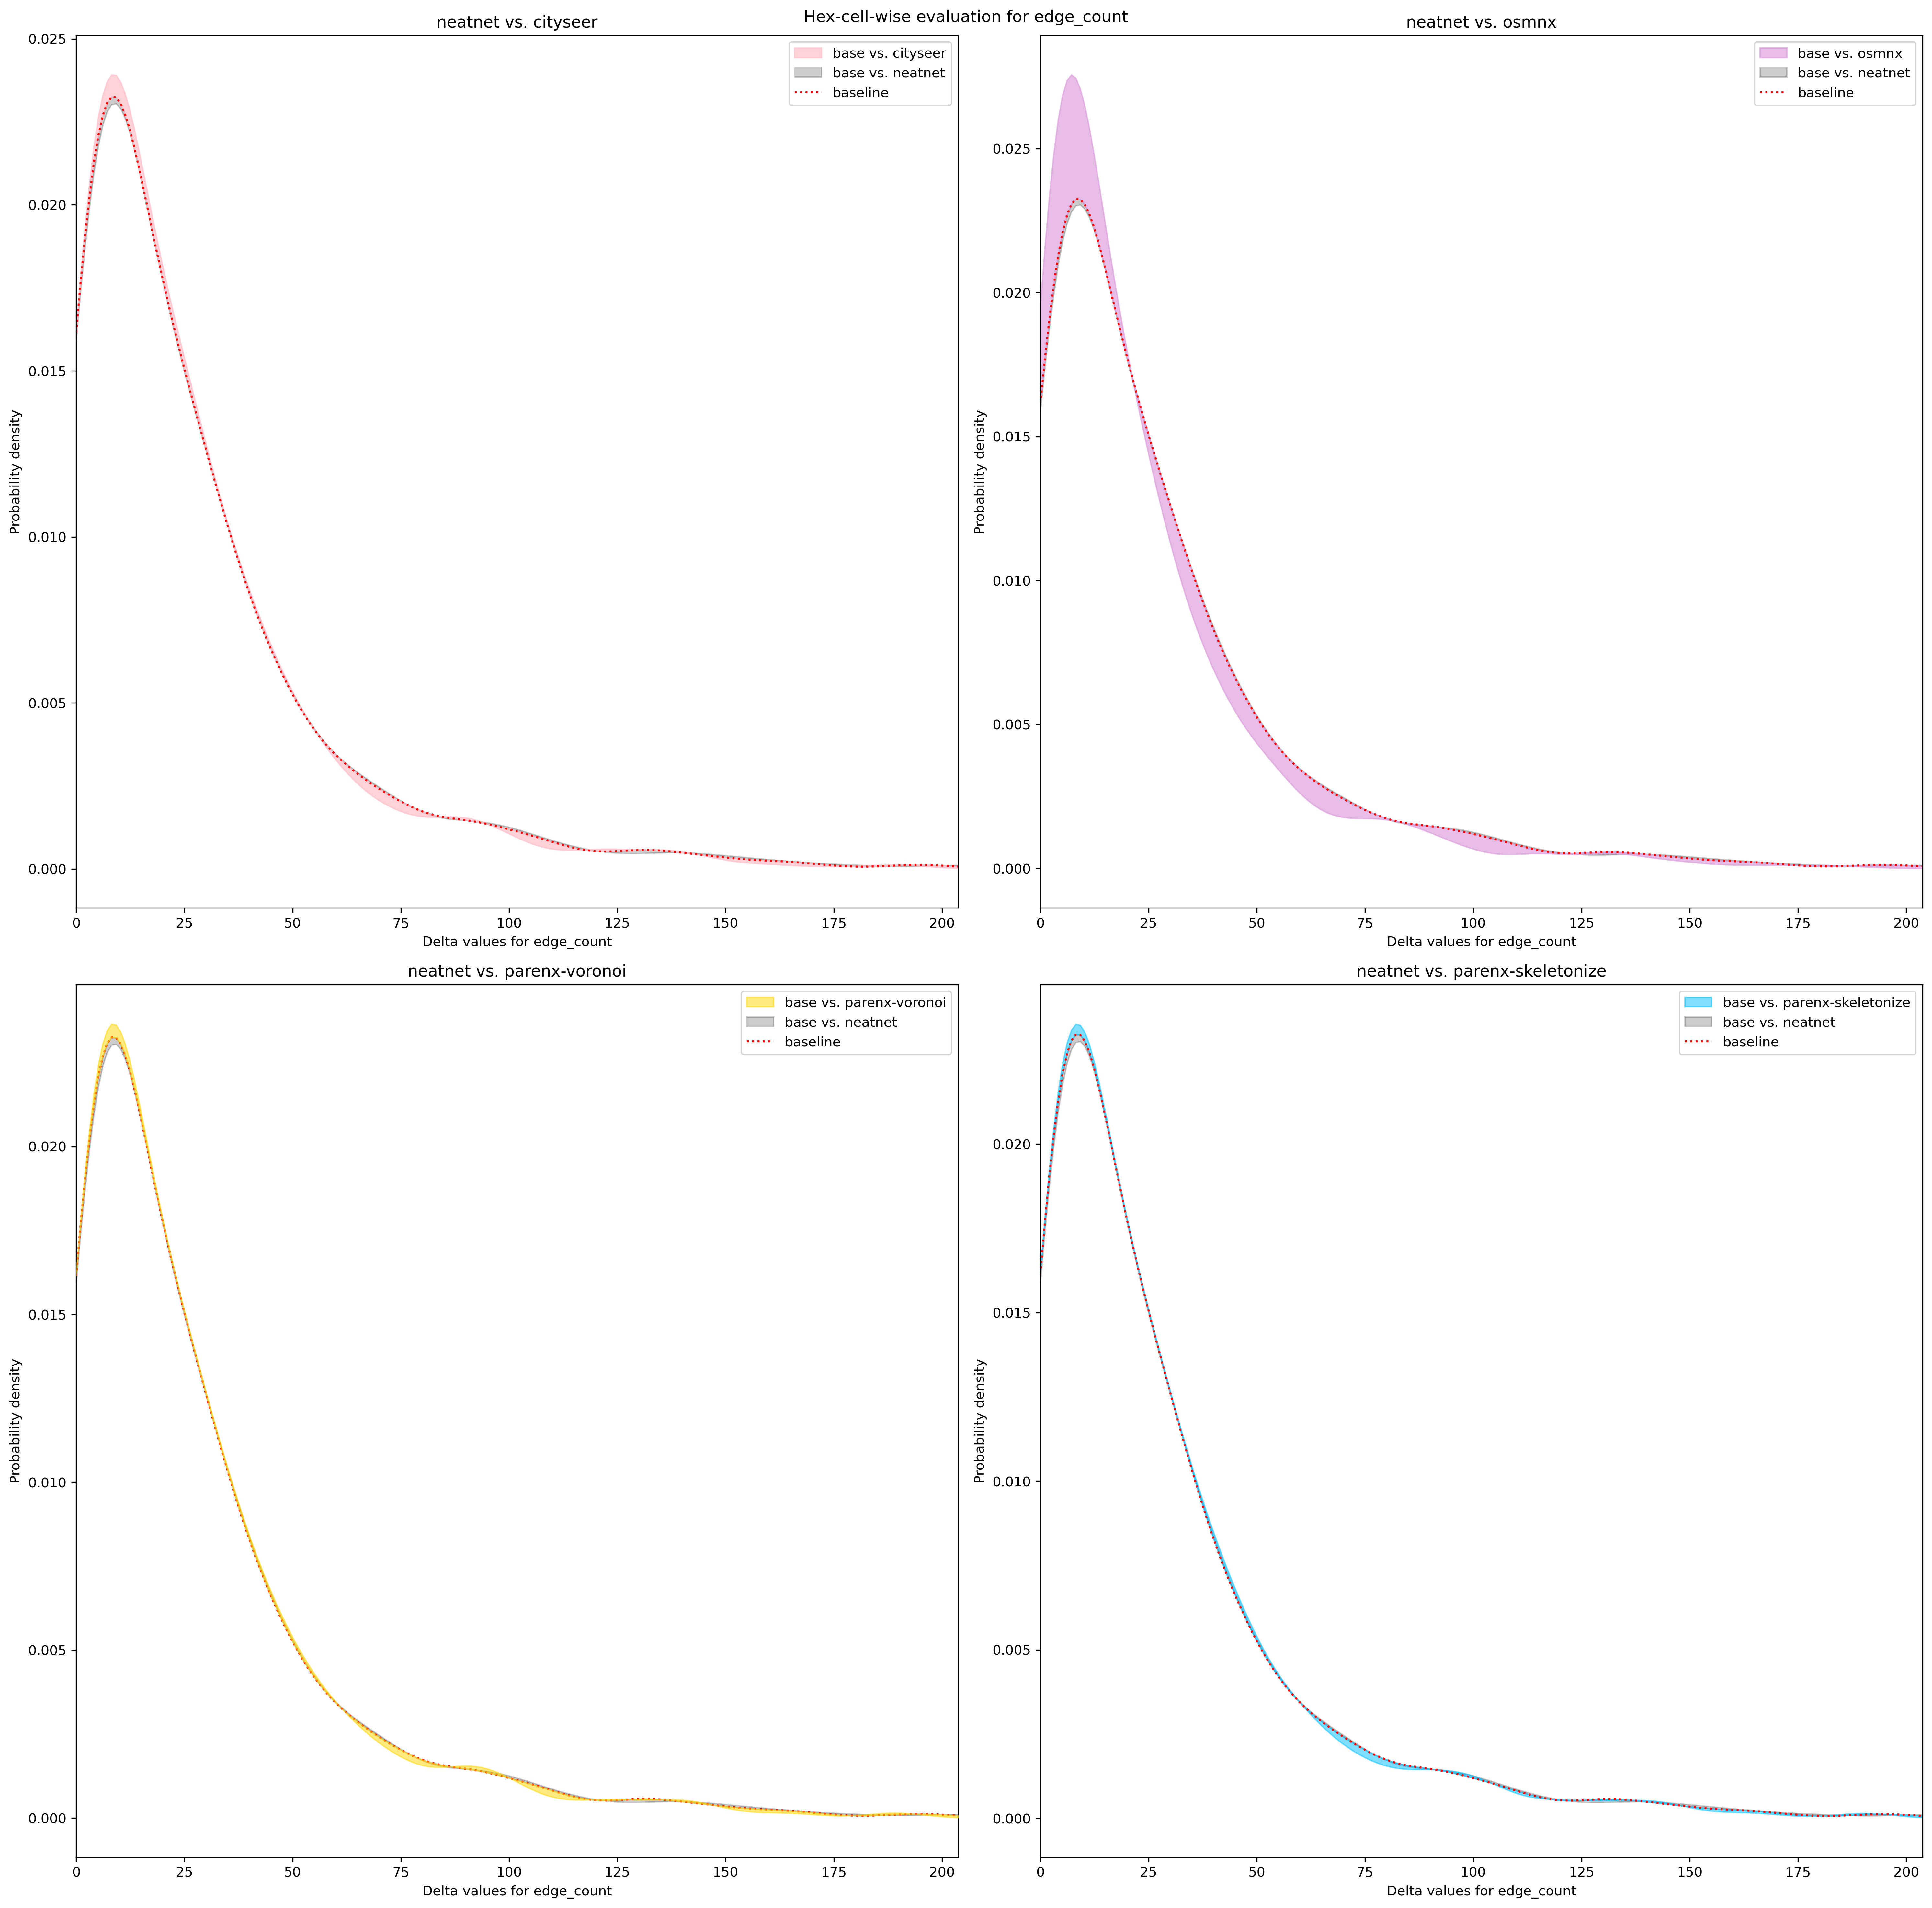 Hex-cell-wise evaluation for edge_count
neatnet vs. cityseer
base vs. cityseer
base vs. neatnet
baseline
Probability density
0.025
0.020
0.015
0.010
0.005
0.000
0 25 50 75 100 125 150 175 200
Delta values for edge_count
neatnet vs. osmnx
base vs. osmnx
base vs. neatnet
baseline
Probability density
0.025
0.020
0.015
0.010
0.005
0.000
0 25 50 75 100 125 150 175 200
Delta values for edge_count
neatnet vs. parenx-voronoi
base vs. parenx-voronoi
base vs. neatnet
baseline
Probability density
0.020
0.015
0.010
0.005
0.000
0 25 50 75 100 125 150 175 200
Delta values for edge_count
neatnet vs. parenx-skeletonize
base vs. parenx-skeletonize
base vs. neatnet
baseline
Probability density
0.020
0.015
0.010
0.005
0.000
0 25 50 75 100 125 150 175 200
Delta values for edge_count